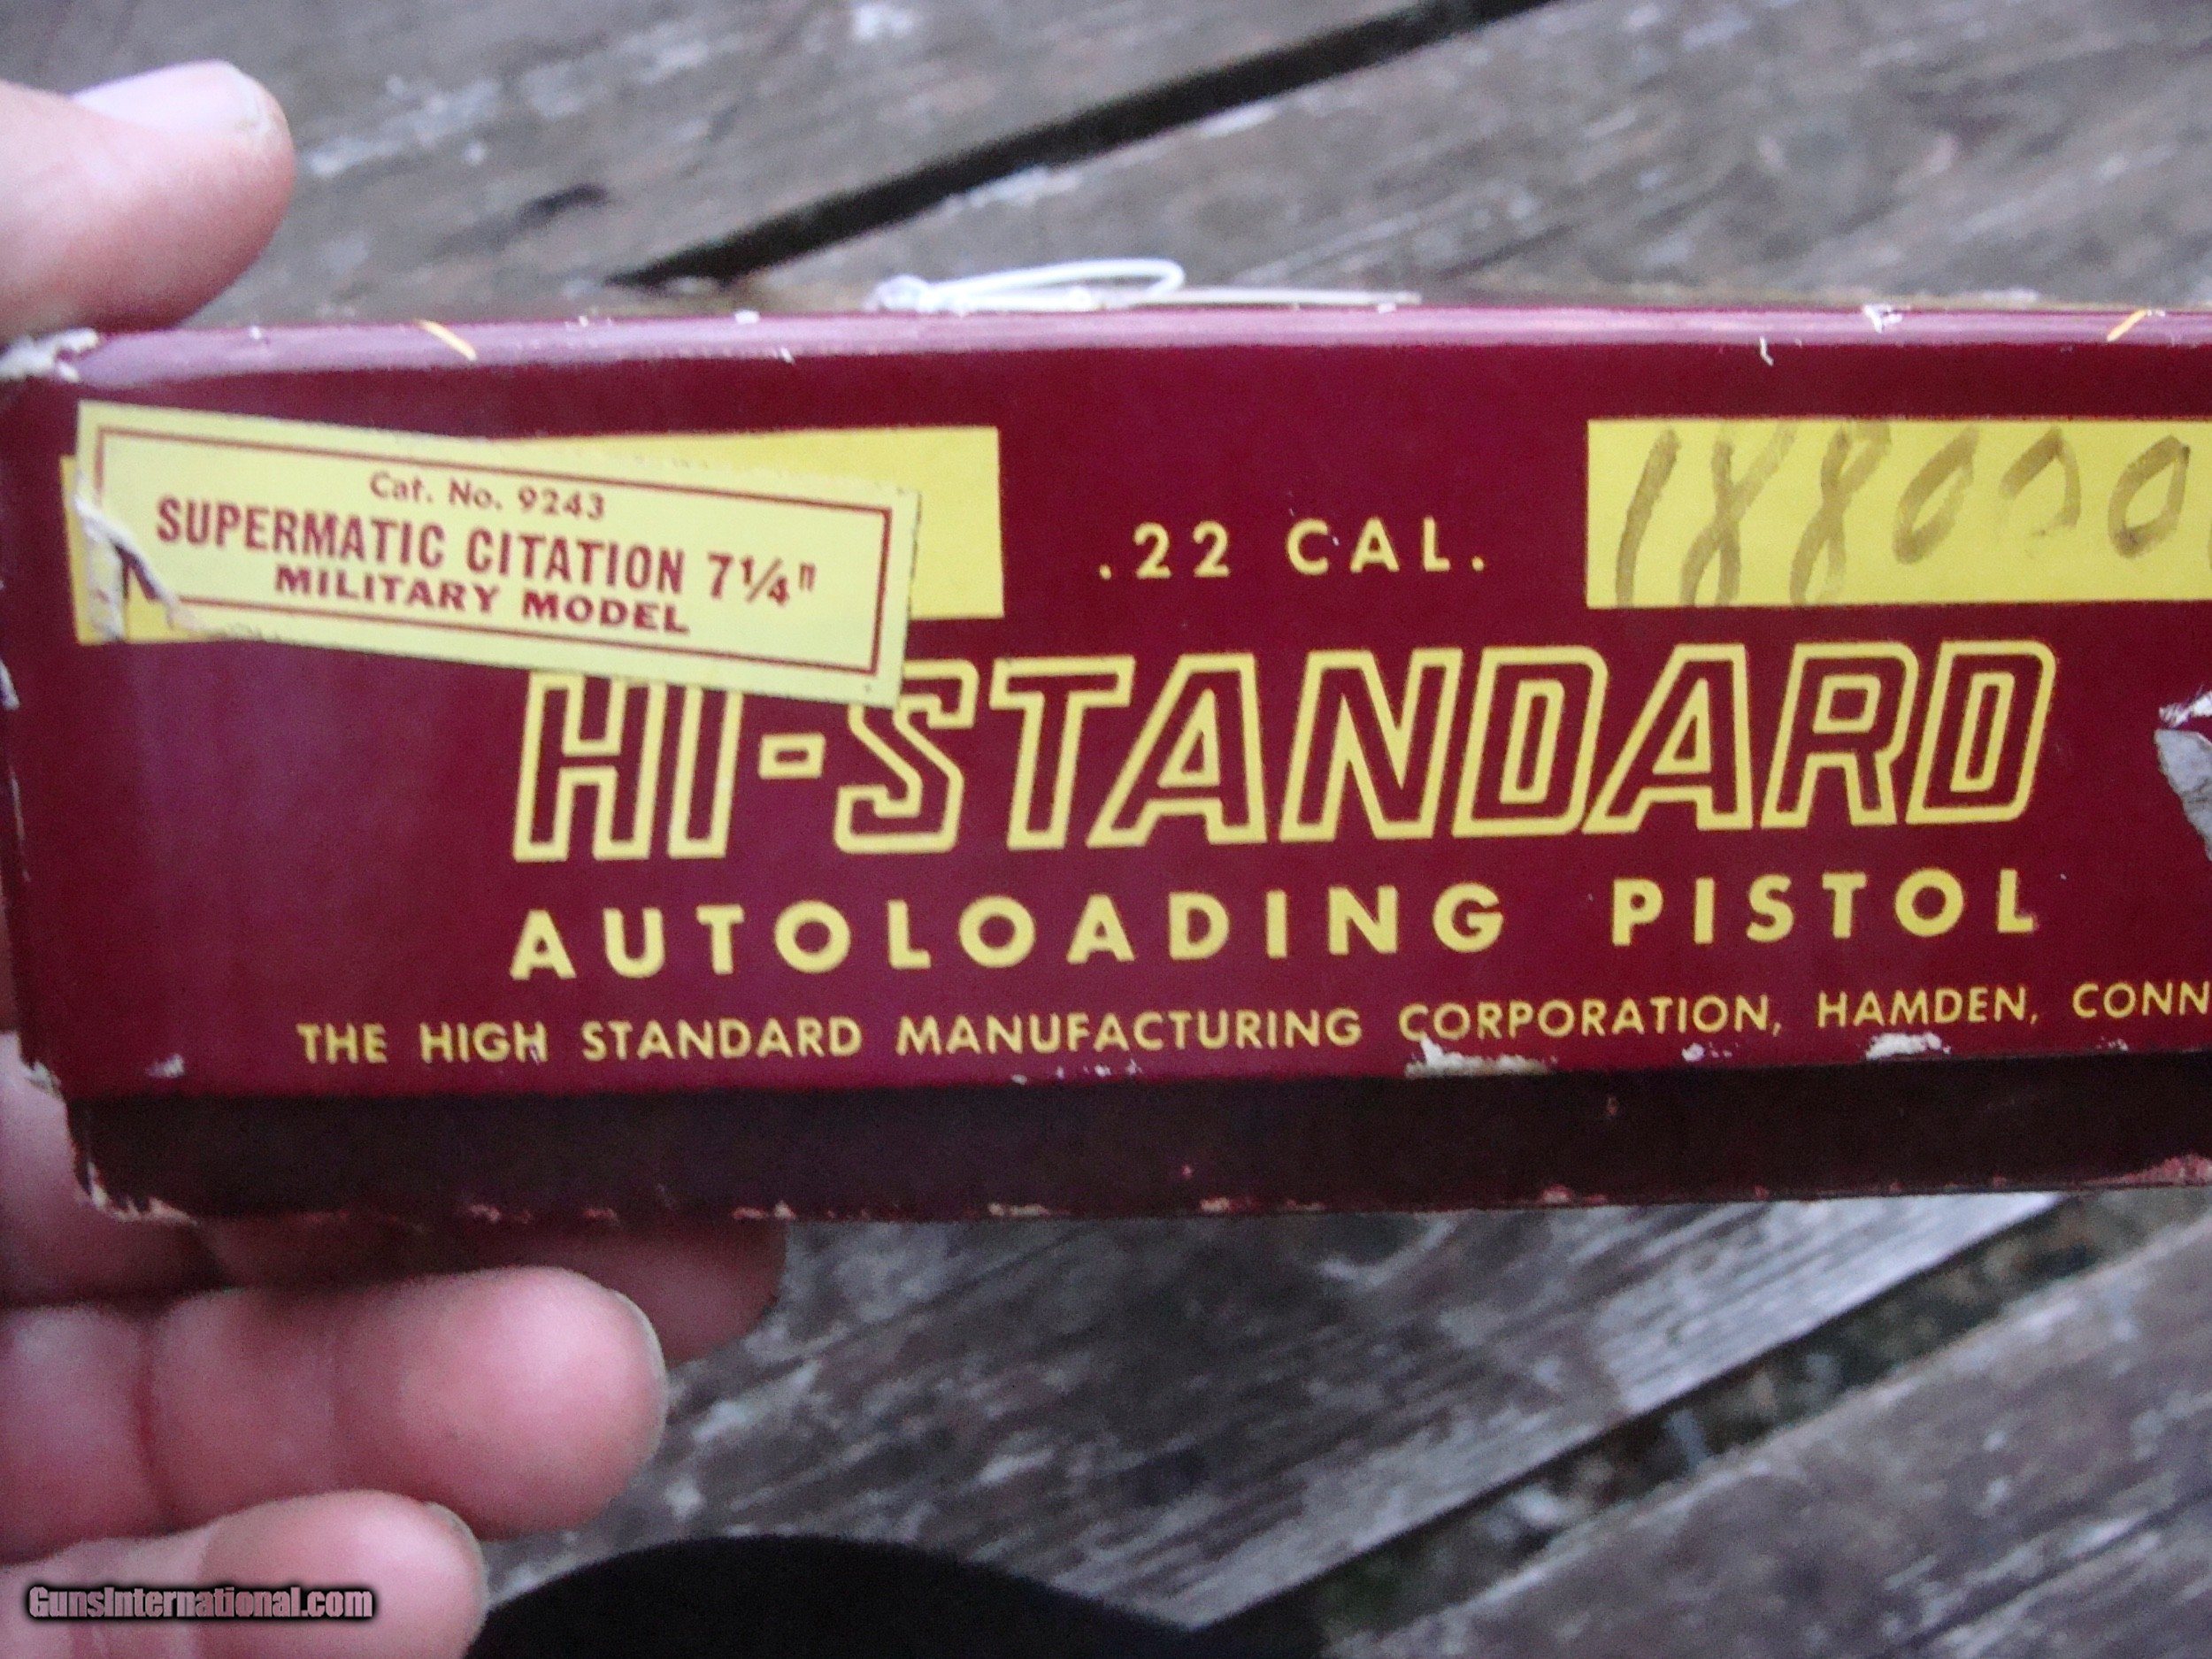 Cat. No. 9243
SUPERMATIC CITATION 7¼"
MILITARY MODEL
.22 CAL.
HI-STANDARD
AUTOLOADING PISTOL
THE HIGH STANDARD MANUFACTURING CORPORATION, HAMDEN, CONN
GunsInternational.com